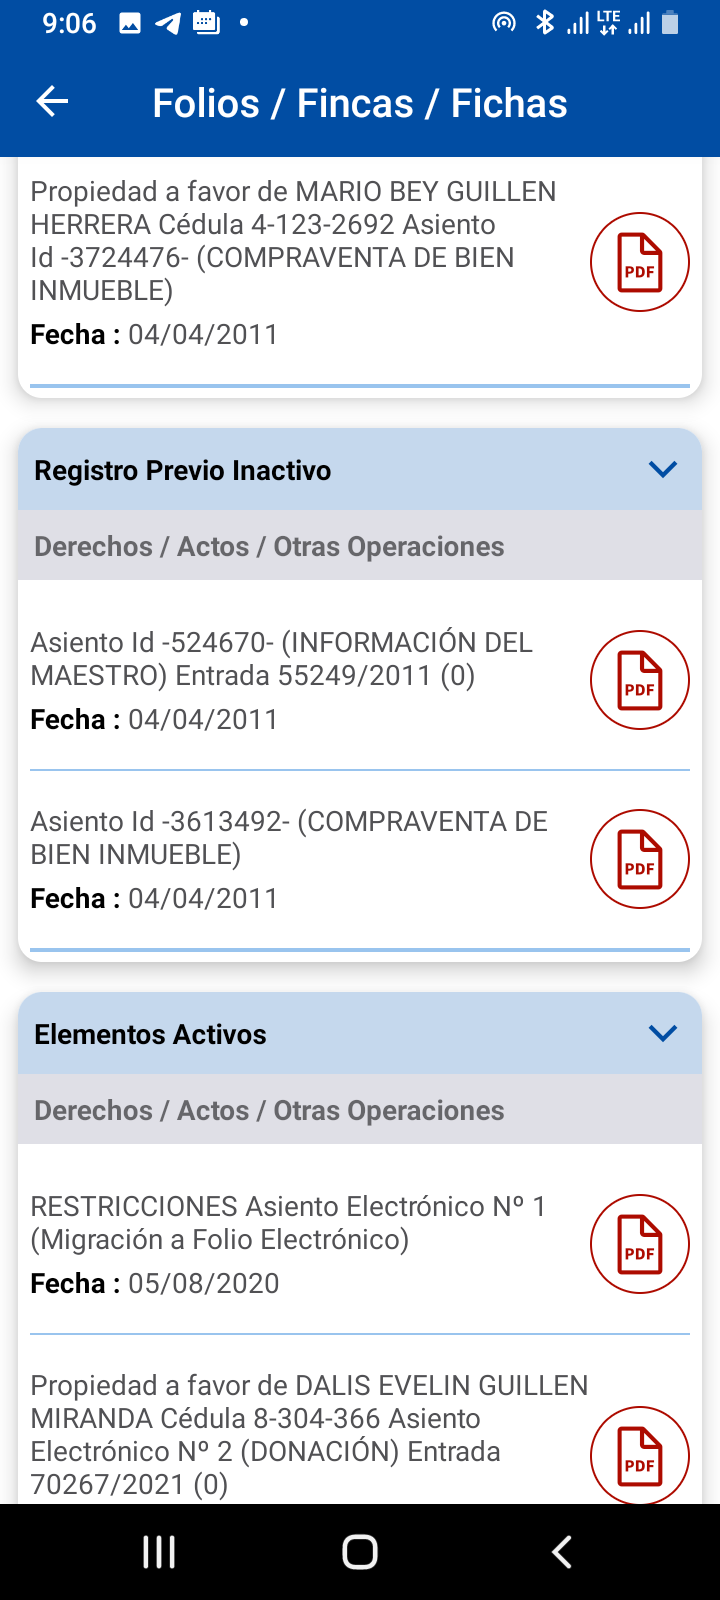 9:06
LTE
Folios / Fincas / Fichas
Propiedad a favor de MARIO BEY GUILLEN
HERRERA Cédula 4-123-2692 Asiento
Id -3724476- (COMPRAVENTA DE BIEN
INMUEBLE)
PDF
Fecha : 04/04/2011
Registro Previo Inactivo
Derechos / Actos / Otras Operaciones
Asiento Id -524670- (INFORMACIÓN DEL
MAESTRO) Entrada 55249/2011 (0)
PDF
Fecha : 04/04/2011
Asiento Id -3613492- (COMPRAVENTA DE
BIEN INMUEBLE)
PDF
Fecha : 04/04/2011
Elementos Activos
Derechos / Actos / Otras Operaciones
RESTRICCIONES Asiento Electrónico Nº 1
(Migración a Folio Electrónico)
PDF
Fecha : 05/08/2020
Propiedad a favor de DALIS EVELIN GUILLEN
MIRANDA Cédula 8-304-366 Asiento
Electrónico Nº 2 (DONACIÓN) Entrada
70267/2021 (0)
PDF